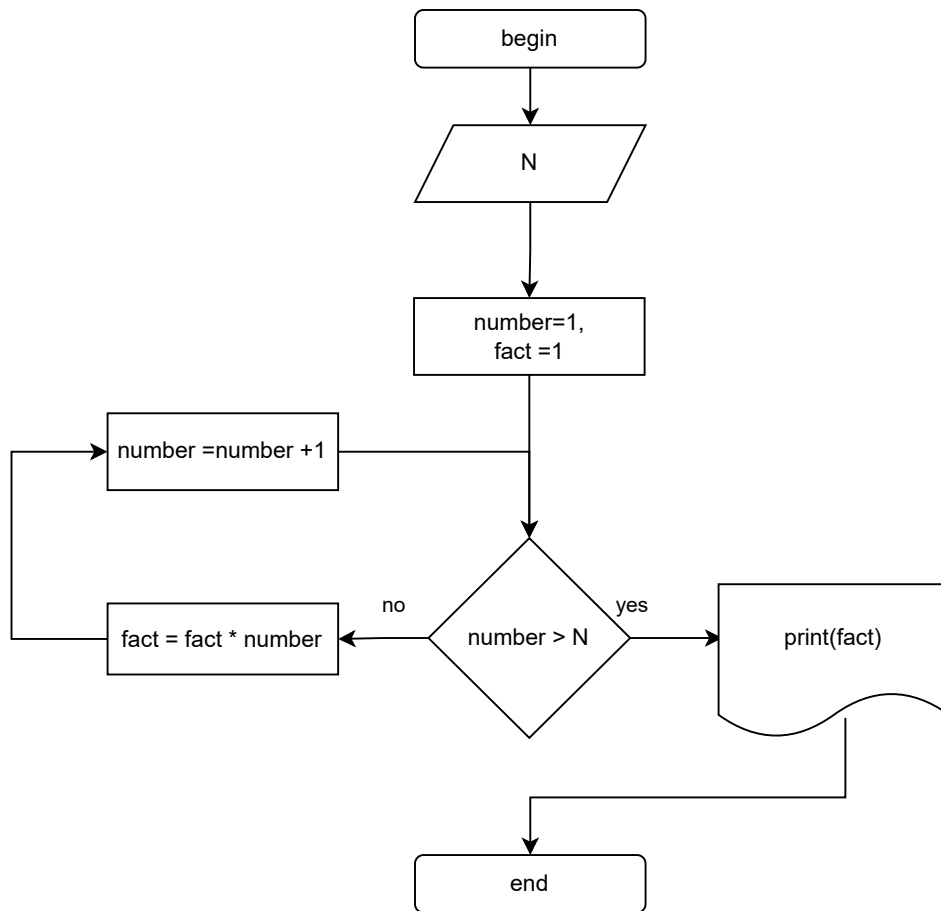 begin
N
number=1,
fact =1
number =number +1
no
yes
fact = fact * number
number > N
print(fact)
end